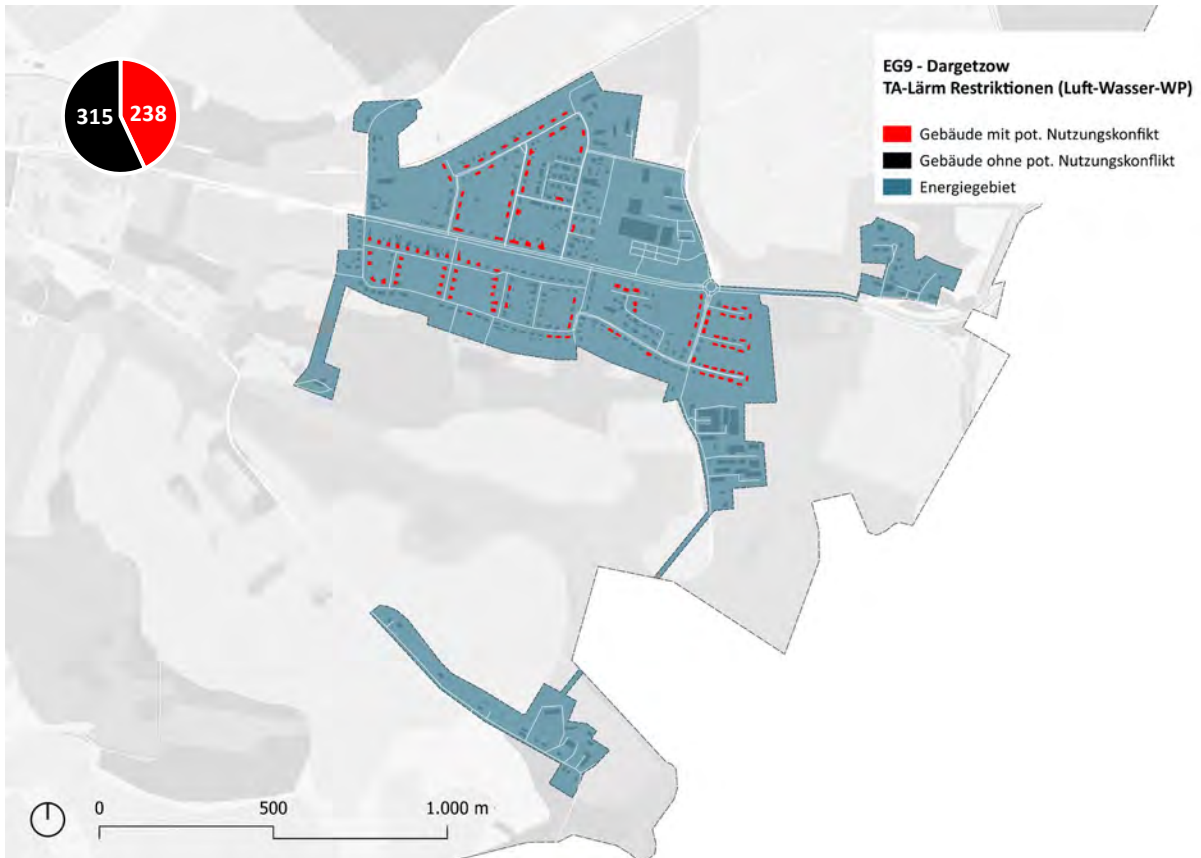 315 238
EG9 - Dargetzow
TA-Lärm Restriktionen (Luft-Wasser-WP)
Gebäude mit pot. Nutzungskonfikt
Gebäude ohne pot. Nutzungskonflikt
Energiegebiet
0 500 1.000 m